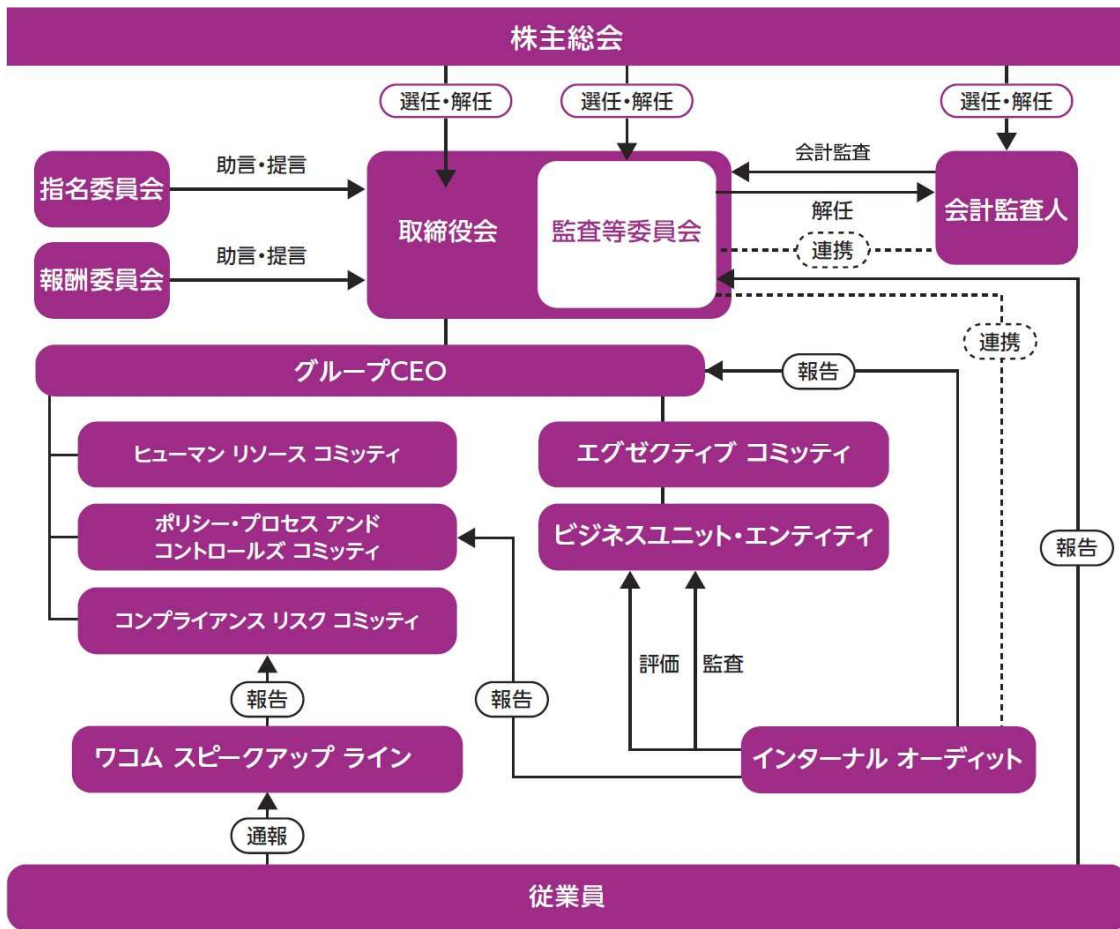 株主総会
選任・解任
選任・解任
選任・解任
指名委員会
助言・提言
報酬委員会
助言・提言
取締役会
監査等委員会
会計監査
解任
連携
会計監査人
連携
グループCEO
報告
ヒューマン リソース コミッティ
ポリシー・プロセス アンド
コントロールズ コミッティ
コンプライアンス リスク コミッティ
エグゼクティブ コミッティ
ビジネスユニット・エンティティ
報告
評価
監査
報告
報告
ワコム スピークアップ ライン
インターナル オーディット
通報
従業員